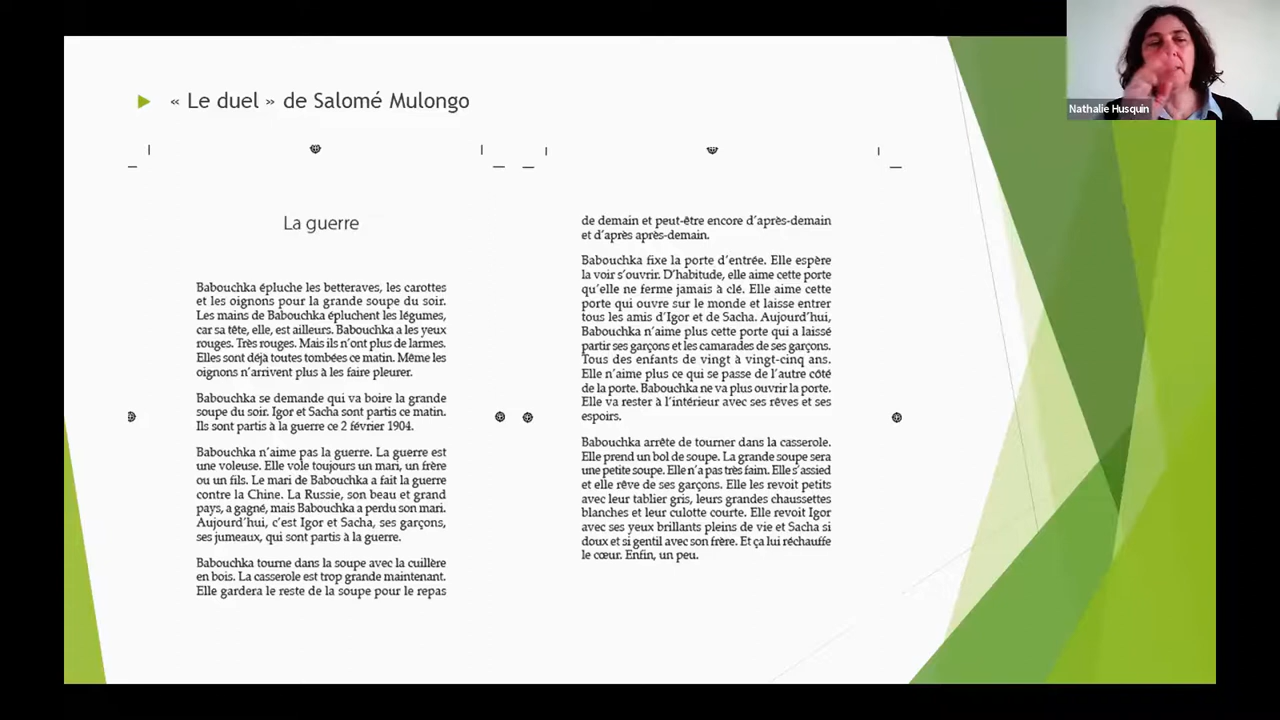 « Le duel » de Salomé Mulongo
Nathalie Husquin
La guerre
Babouchka épluche les betteraves, les carottes
et les oignons pour la grande soupe du soir.
Les mains de Babouchka épluchent les légumes,
car sa tête, elle, est ailleurs. Babouchka a les yeux
rouges. Très rouges. Mais ils n'ont plus de larmes.
Elles sont déjà toutes tombées ce matin. Même les
oignons n'arrivent plus à les faire pleurer.
Babouchka se demande qui va boire la grande
soupe du soir. Igor et Sacha sont partis ce matin.
Ils sont partis à la guerre ce 2 février 1904.
Babouchka n'aime pas la guerre. La guerre est
une voleuse. Elle vole toujours un mari, un frère
ou un fils. Le mari de Babouchka a fait la guerre
contre la Chine. La Russie, son beau et grand
pays, a gagné, mais Babouchka a perdu son mari.
Aujourd'hui, c'est Igor et Sacha, ses garçons,
ses jumeaux, qui sont partis à la guerre.
Babouchka tourne dans la soupe avec la cuillère
en bois. La casserole est trop grande maintenant.
Elle gardera le reste de la soupe pour le repas
de demain et peut-être encore d'après-demain
et d'après après-demain.
Babouchka fixe la porte d'entrée. Elle espère
la voir s'ouvrir. D'habitude, elle aime cette porte
qu'elle ne ferme jamais à clé. Elle aime cette
porte qui ouvre sur le monde et laisse entrer
tous les amis d'Igor et de Sacha. Aujourd'hui,
Babouchka n'aime plus cette porte qui a laissé
partir ses garçons et les camarades de ses garçons.
Tous des enfants de vingt à vingt-cinq ans.
Elle n'aime plus ce qui se passe de l'autre côté
de la porte. Babouchka ne va plus ouvrir la porte.
Elle va rester à l'intérieur avec ses rêves et ses
espoirs.
Babouchka arrête de tourner dans la casserole.
Elle prend un bol de soupe. La grande soupe sera
une petite soupe. Elle n'a pas très faim. Elle s'assied
et elle rêve de ses garçons. Elle les revoit petits
avec leur tablier gris, leurs grandes chaussettes
blanches et leur culotte courte. Elle revoit Igor
avec ses yeux brillants pleins de vie et Sacha si
doux et si gentil avec son frère. Et ça lui réchauffe
le cœur. Enfin, un peu.